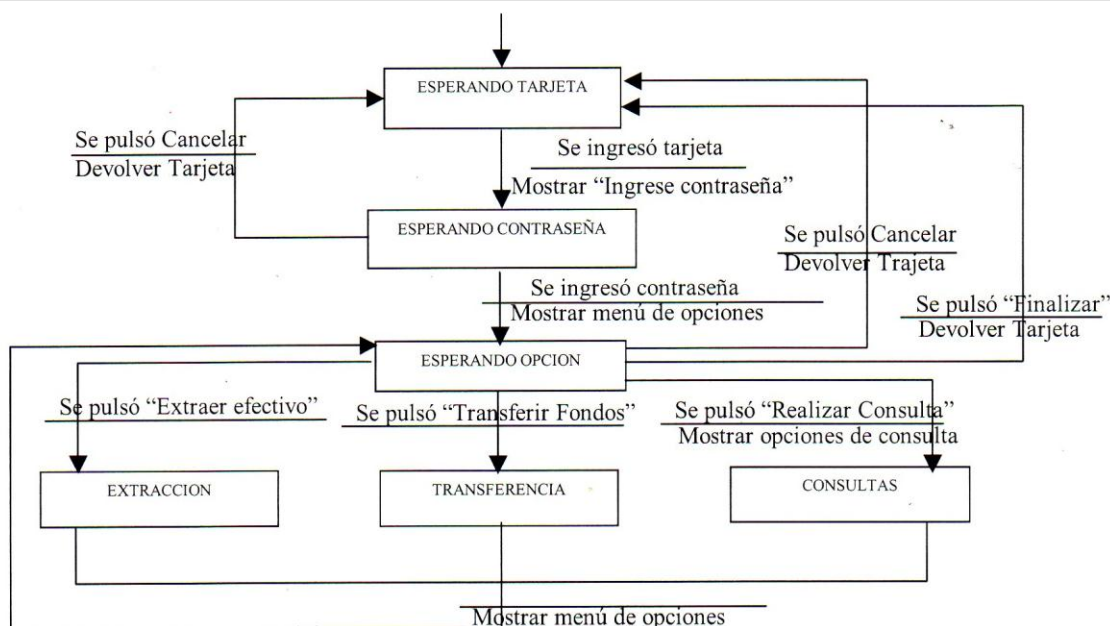 ESPERANDO TARJETA
Se pulsó Cancelar
Devolver Tarjeta
Se ingresó tarjeta
Mostrar “Ingrese contraseña”
ESPERANDO CONTRASEÑA
Se pulsó Cancelar
Devolver Trajeta
Se ingresó contraseña
Mostrar menú de opciones
Se pulsó “Finalizar”
Devolver Tarjeta
ESPERANDO OPCION
Se pulsó “Extraer efectivo”
Se pulsó “Transferir Fondos”
Se pulsó “Realizar Consulta”
Mostrar opciones de consulta
EXTRACCION
TRANSFERENCIA
CONSULTAS
Mostrar menú de opciones